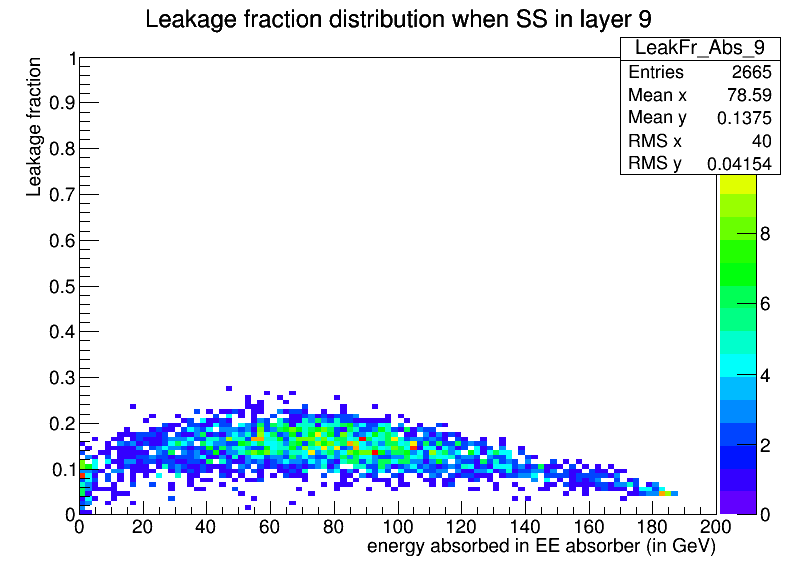 Leakage fraction distribution when SS in layer 9
LeakFr_Abs_9
Entries 2665
Mean x 78.59
Mean y 0.1375
RMS x 40
RMS y 0.04154
Leakage fraction
1
0.9
0.8
0.7
0.6
0.5
0.4
0.3
0.2
0.1
0
0 20 40 60 80 100 120 140 160 180 200
energy absorbed in EE absorber (in GeV)
8
6
4
2
0